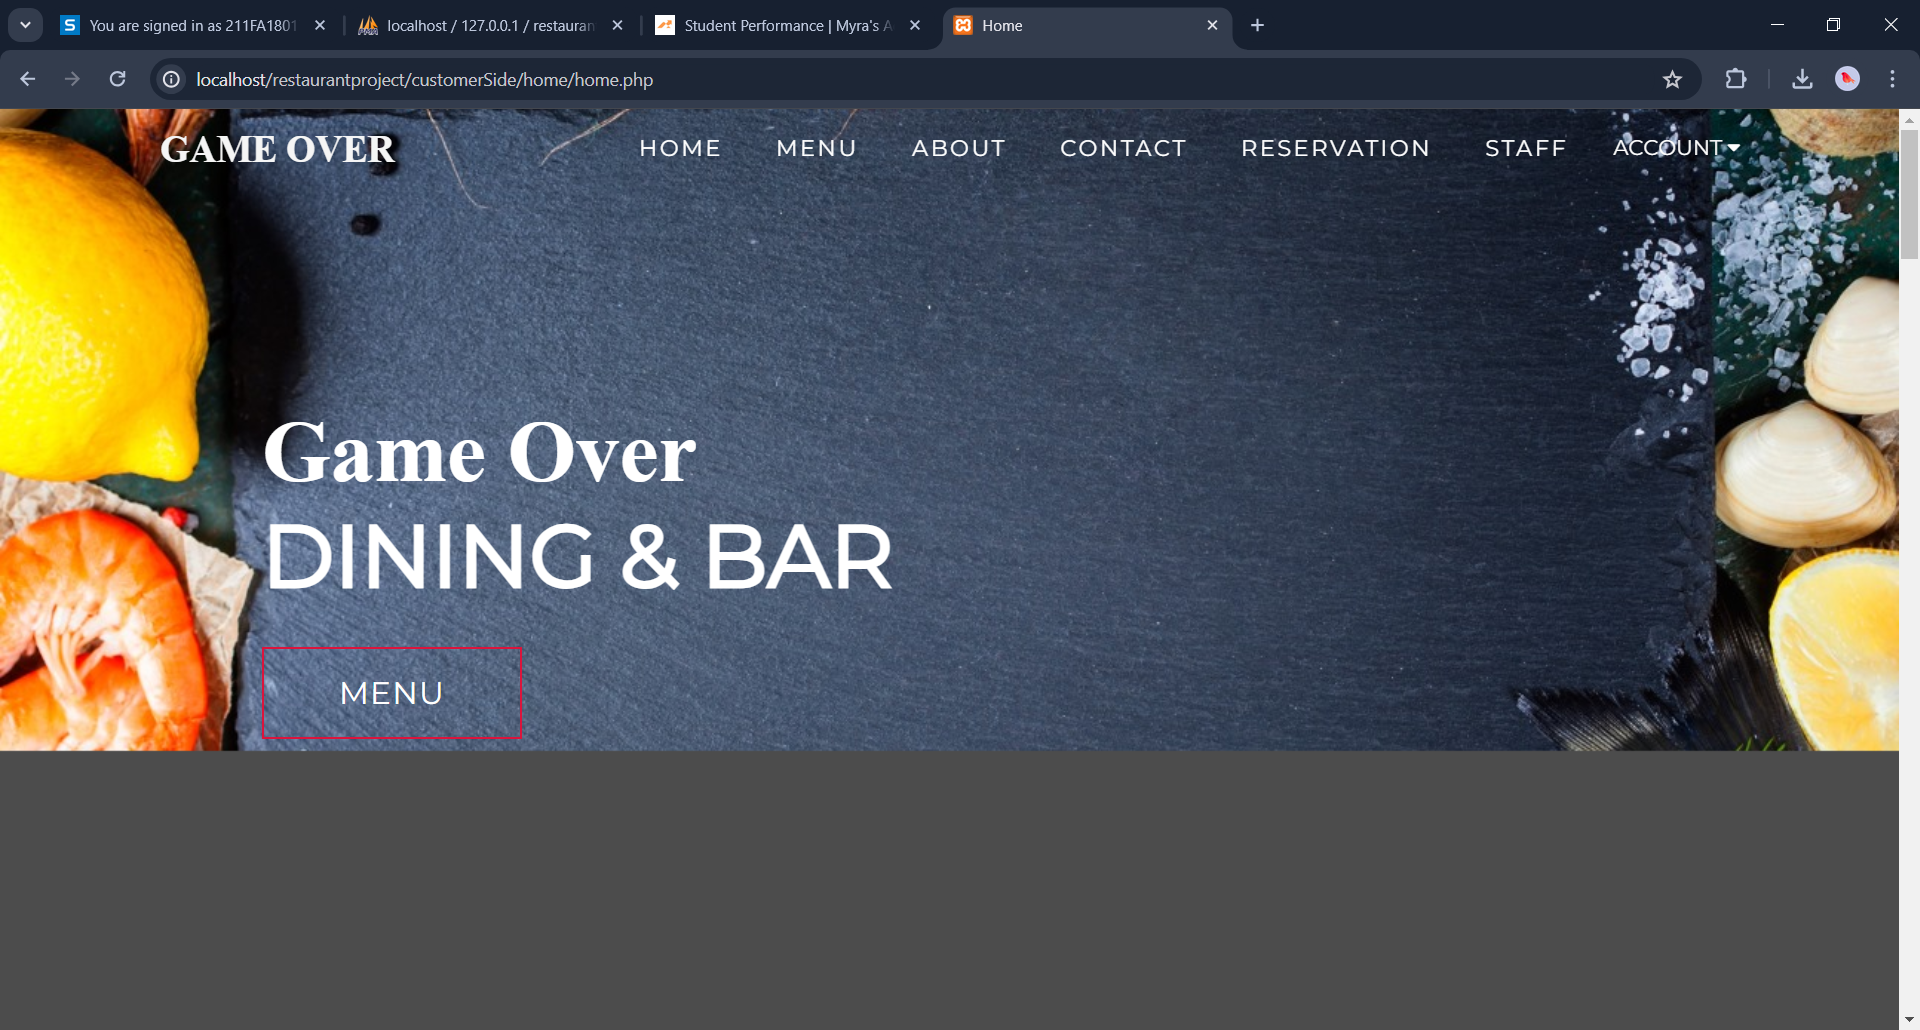 You are signed in as 211FA1801
localhost / 127.0.0.1 / restauran
Student Performance | Myra's A
Home
localhost/restaurantproject/customerSide/home/home.php
GAME OVER
HOME MENU ABOUT CONTACT RESERVATION STAFF ACCOUNT
Game Over
DINING & BAR
MENU